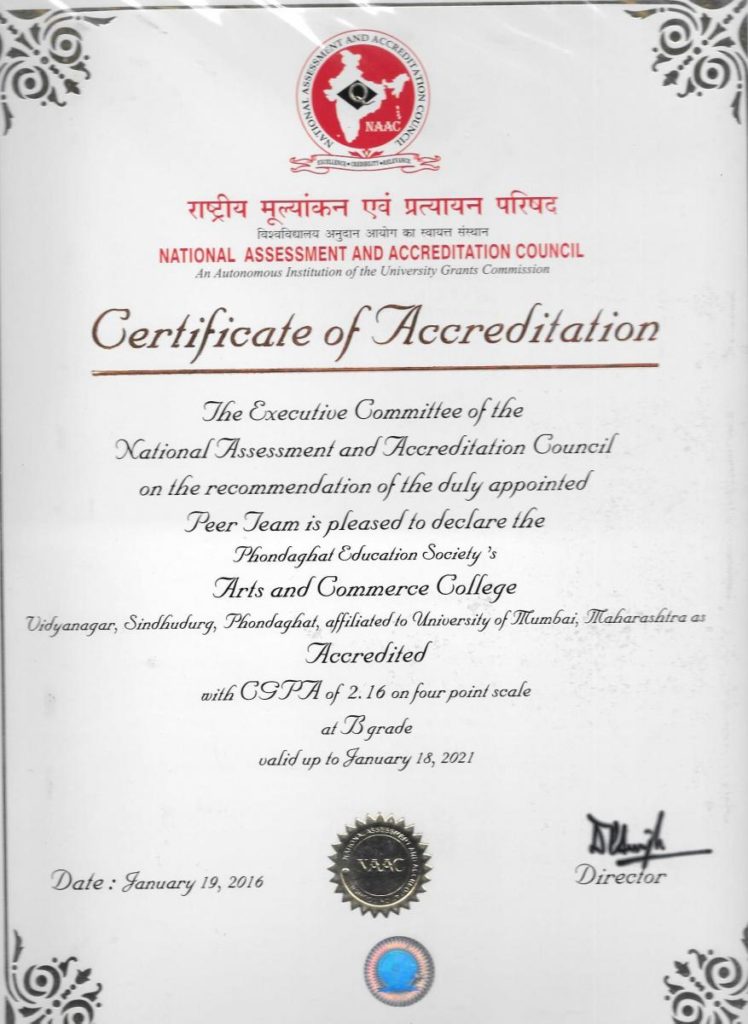 NATIONAL ASSESSMENT AND ACCREDITATION COUNCIL
NAAC
EXCELLENCE • CREDIBILITY • RELEVANCE
राष्ट्रीय मूल्यांकन एवं प्रत्यायन परिषद
विश्वविद्यालय अनुदान आयोग का स्वायत्त संस्थान
NATIONAL ASSESSMENT AND ACCREDITATION COUNCIL
An Autonomous Institution of the University Grants Commission
Certificate of Accreditation
The Executive Committee of the
National Assessment and Accreditation Council
on the recommendation of the duly appointed
Peer Team is pleased to declare the
Phondaghat Education Society 's
Arts and Commerce College
Vidyanagar, Sindhudurg, Phondaghat, affiliated to University of Mumbai, Maharashtra as
Accredited
with CGPA of 2.16 on four point scale
at B grade
valid up to January 18, 2021
NAAC
Date : January 19, 2016
Director